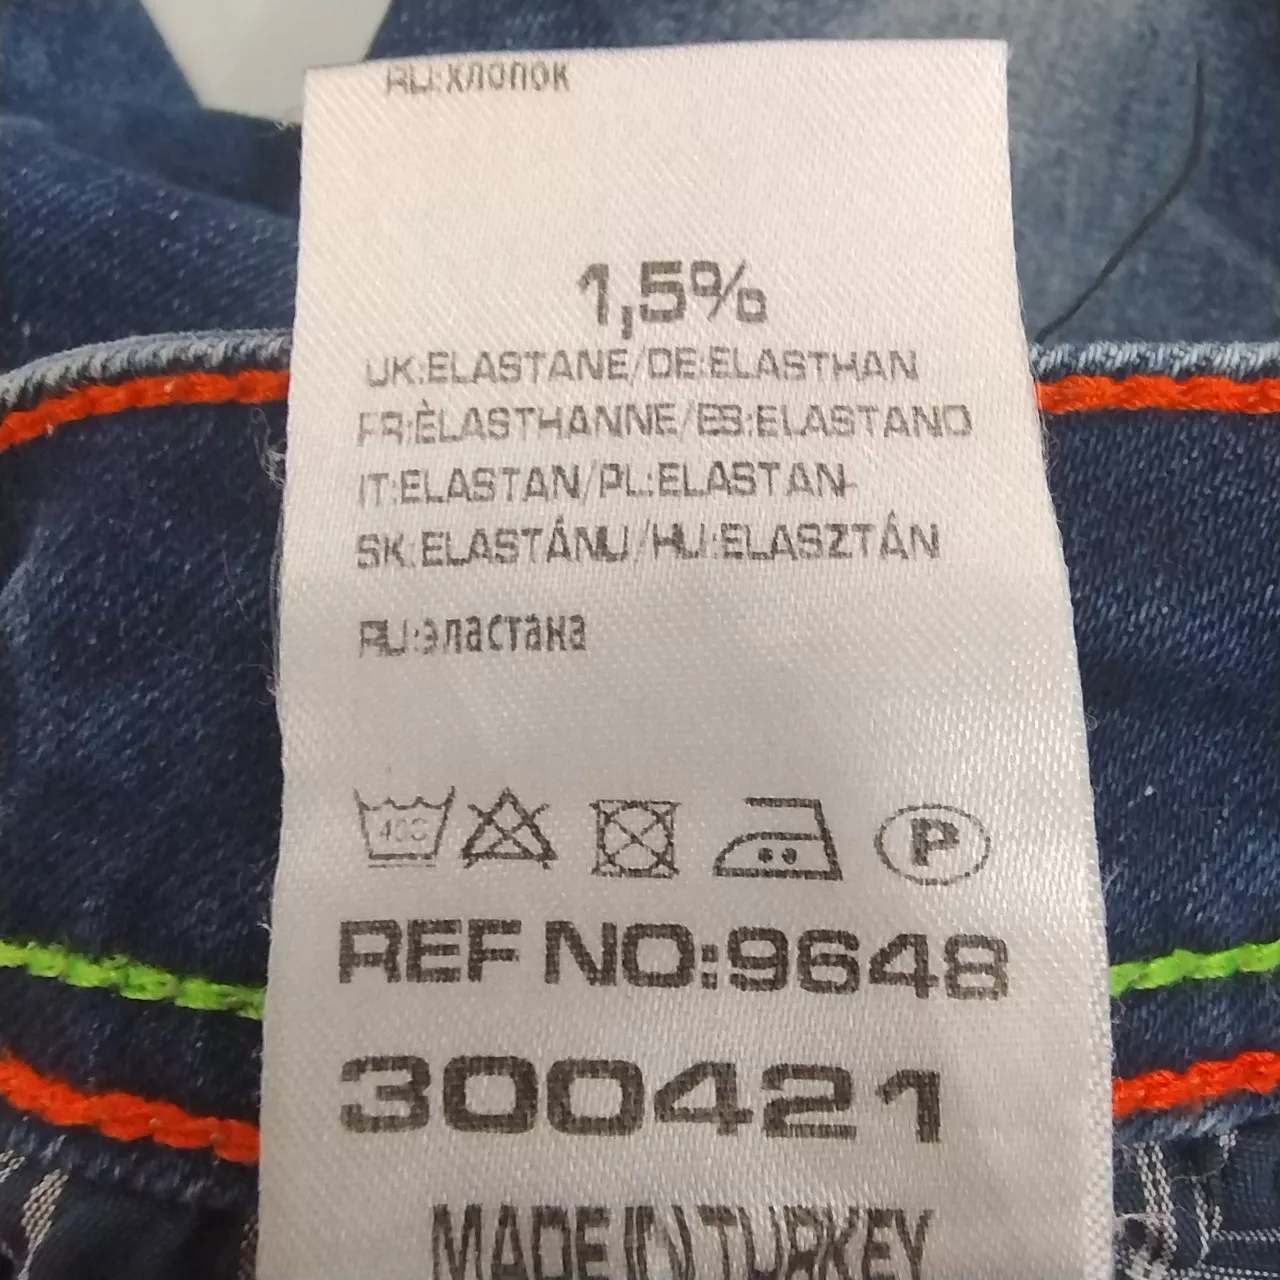 RU:хлопок
1,5%
UK:ELASTANE/DE:ELASTHAN
FR:ÈLASTHANNE/ES:ELASTANO
IT:ELASTAN/PL:ELASTAN-
SK:ELASTÁNU/HU:ELASZTÁN
RU:эластана
40C
P
REF NO:9648
300421
MADE IN TURKEY